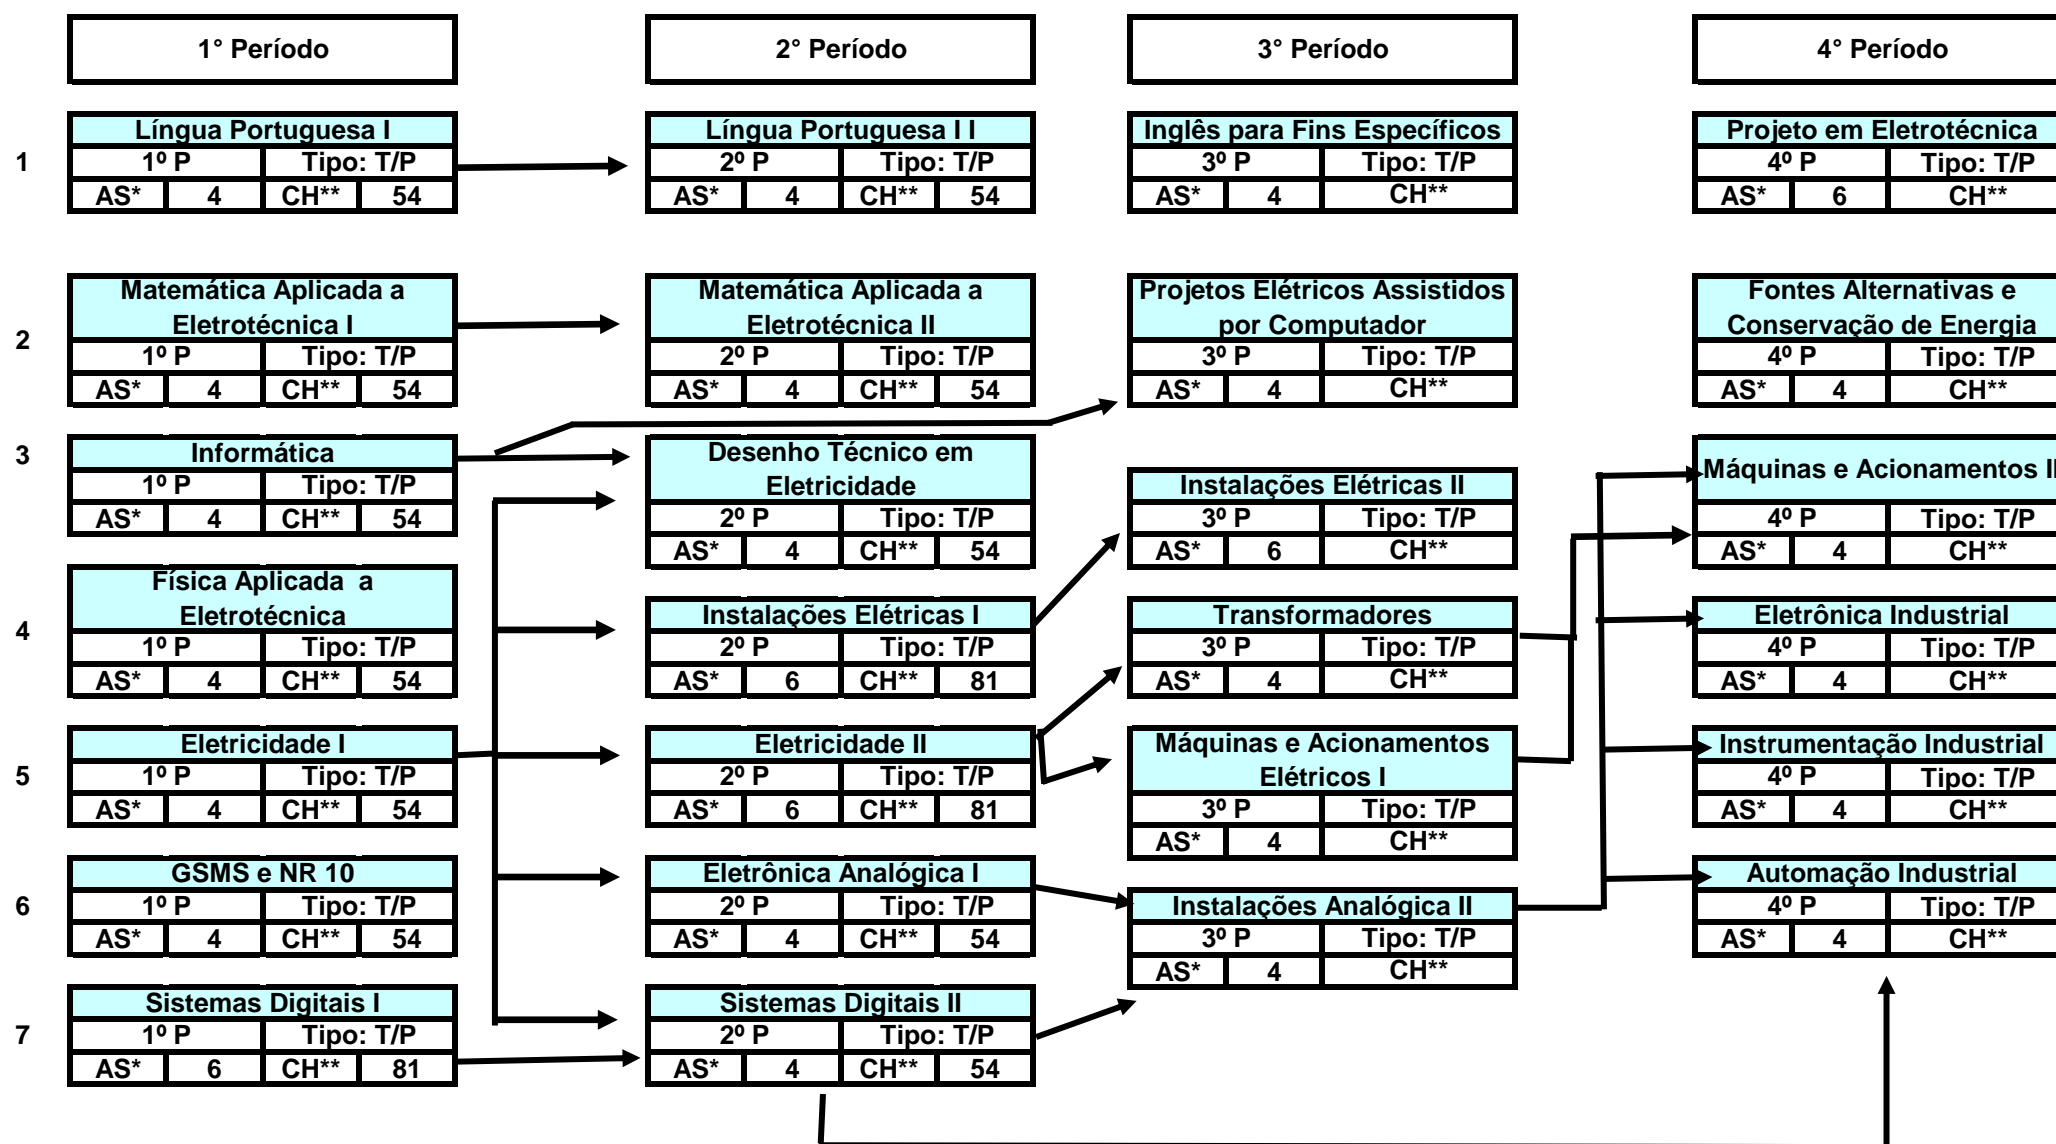 1° Período
2° Período
3° Período
4° Período
1
Língua Portuguesa I
1º P Tipo: T/P
AS* 4 CH** 54
Língua Portuguesa I I
2º P Tipo: T/P
AS* 4 CH** 54
Inglês para Fins Específicos
3º P Tipo: T/P
AS* 4 CH**
Projeto em Eletrotécnica
4º P Tipo: T/P
AS* 6 CH**
2
Matemática Aplicada a
Eletrotécnica I
1º P Tipo: T/P
AS* 4 CH** 54
Matemática Aplicada a
Eletrotécnica II
2º P Tipo: T/P
AS* 4 CH** 54
Projetos Elétricos Assistidos
por Computador
3º P Tipo: T/P
AS* 4 CH**
Fontes Alternativas e
Conservação de Energia
4º P Tipo: T/P
AS* 4 CH**
3
Informática
1º P Tipo: T/P
AS* 4 CH** 54
Desenho Técnico em
Eletricidade
2º P Tipo: T/P
AS* 4 CH** 54
Instalações Elétricas II
3º P Tipo: T/P
AS* 6 CH**
Máquinas e Acionamentos II
4º P Tipo: T/P
AS* 4 CH**
4
Física Aplicada a
Eletrotécnica
1º P Tipo: T/P
AS* 4 CH** 54
Instalações Elétricas I
2º P Tipo: T/P
AS* 6 CH** 81
Transformadores
3º P Tipo: T/P
AS* 4 CH**
Eletrônica Industrial
4º P Tipo: T/P
AS* 4 CH**
5
Eletricidade I
1º P Tipo: T/P
AS* 4 CH** 54
Eletricidade II
2º P Tipo: T/P
AS* 6 CH** 81
Máquinas e Acionamentos
Elétricos I
3º P Tipo: T/P
AS* 4 CH**
Instrumentação Industrial
4º P Tipo: T/P
AS* 4 CH**
6
GSMS e NR 10
1º P Tipo: T/P
AS* 4 CH** 54
Eletrônica Analógica I
2º P Tipo: T/P
AS* 4 CH** 54
Instalações Analógica II
3º P Tipo: T/P
AS* 4 CH**
Automação Industrial
4º P Tipo: T/P
AS* 4 CH**
7
Sistemas Digitais I
1º P Tipo: T/P
AS* 6 CH** 81
Sistemas Digitais II
2º P Tipo: T/P
AS* 4 CH** 54